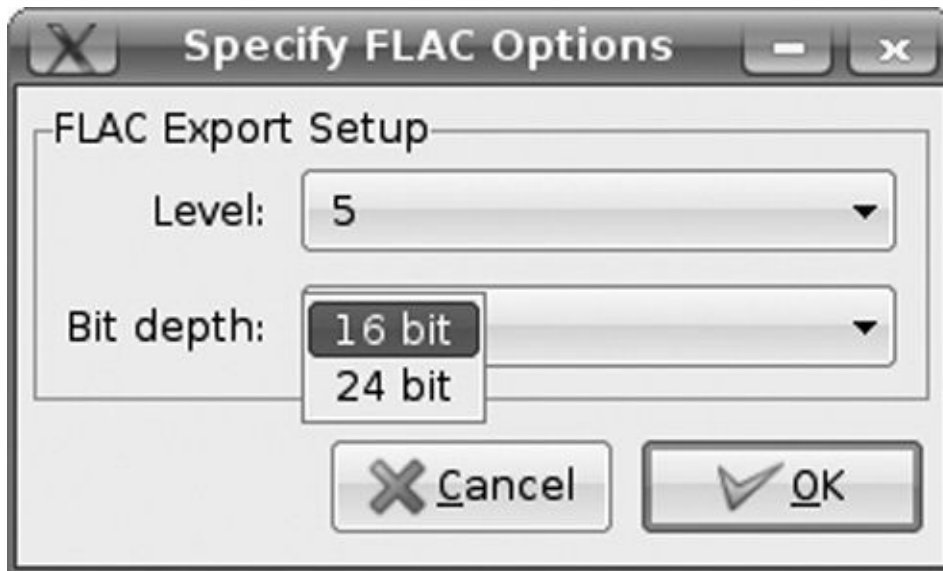 Specify FLAC Options
FLAC Export Setup
Level: 5
Bit depth: 16 bit
24 bit
Cancel OK